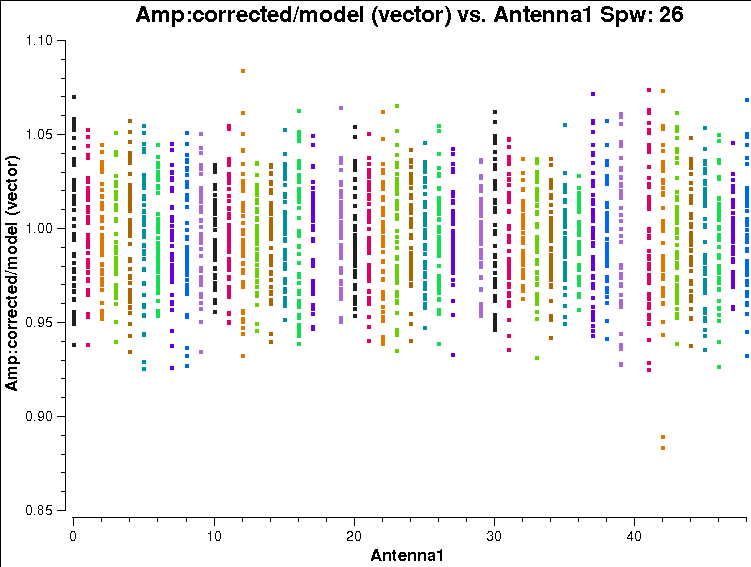 Amp:corrected/model (vector) vs. Antenna1 Spw: 26
1.10
1.05
1.00
0.95
0.90
0.85
Amp:corrected/model (vector)
0 10 20 30 40
Antenna1